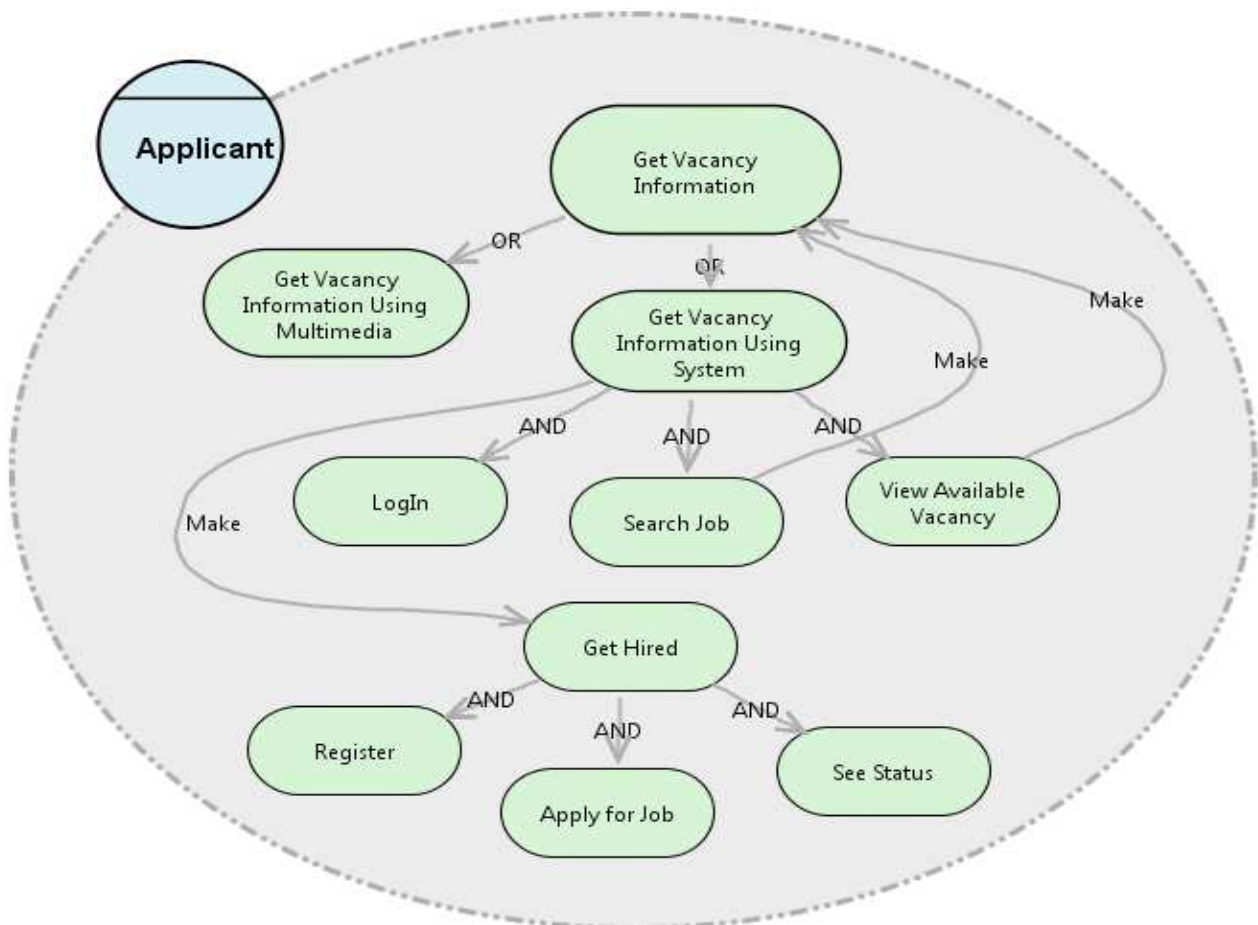 Applicant
Get Vacancy
Information
OR
OR
Get Vacancy
Information Using
Multimedia
Get Vacancy
Information Using
System
Make
Make
AND
AND
AND
LogIn
Search Job
View Available
Vacancy
Make
Get Hired
AND
AND
AND
Register
Apply for Job
See Status